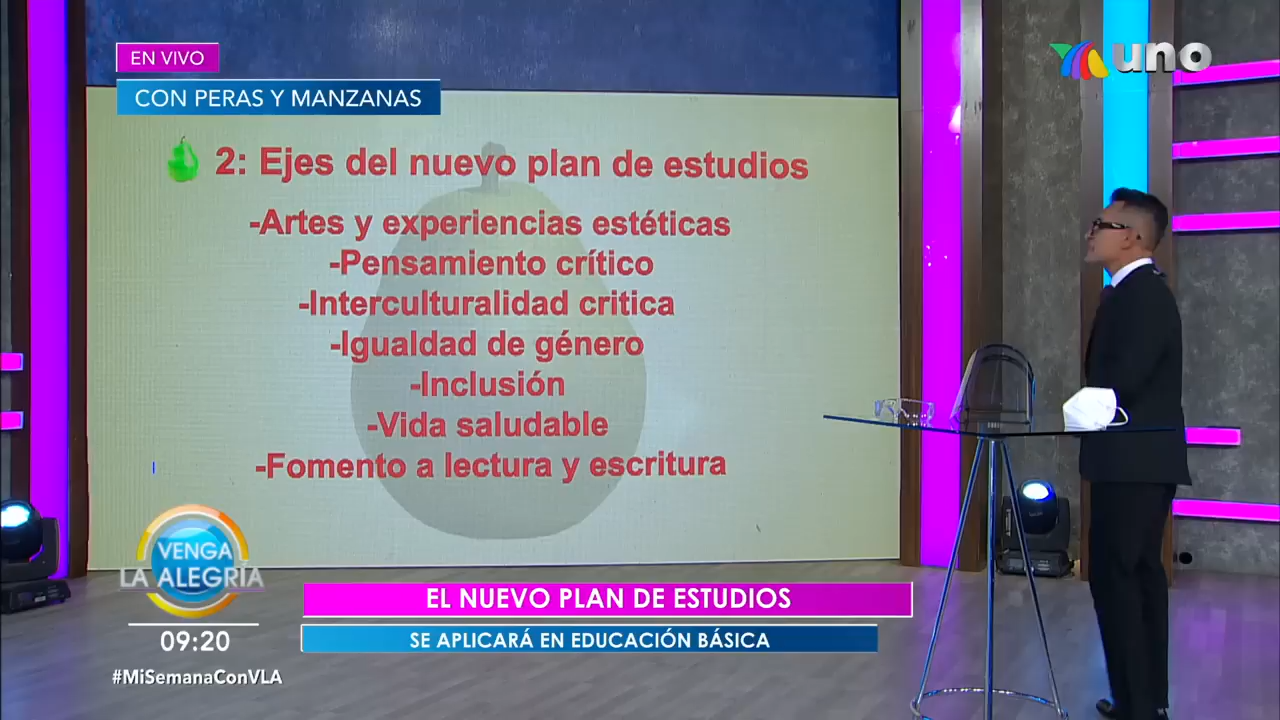 EN VIVO
CON PERAS Y MANZANAS
uno
2: Ejes del nuevo plan de estudios
-Artes y experiencias estéticas
-Pensamiento crítico
-Interculturalidad critica
-Igualdad de género
-Inclusión
-Vida saludable
-Fomento a lectura y escritura
VENGA
LA ALEGRÍA
EL NUEVO PLAN DE ESTUDIOS
SE APLICARÁ EN EDUCACIÓN BÁSICA
09:20
#MiSemanaConVLA